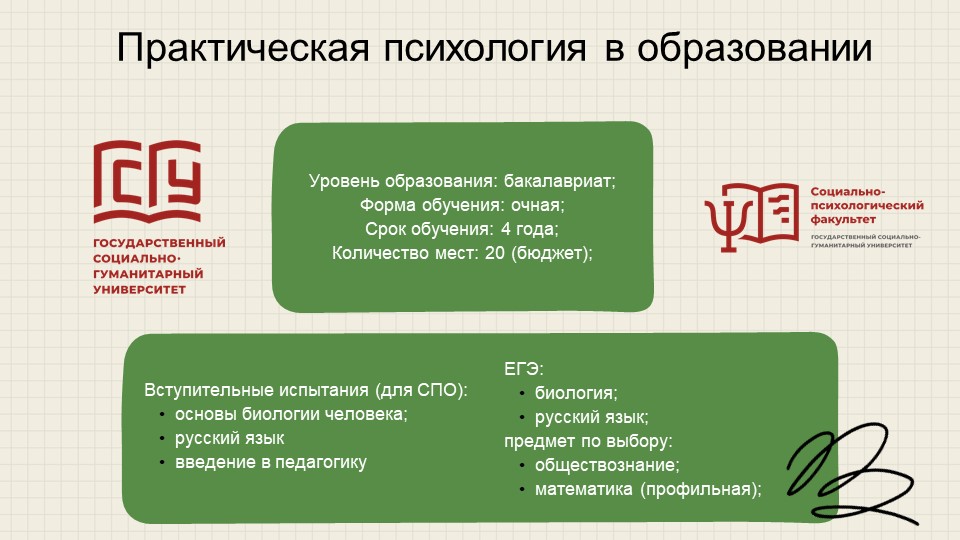 Практическая психология в образовании
ГСГУ
ГОСУДАРСТВЕННЫЙ
СОЦИАЛЬНО-
ГУМАНИТАРНЫЙ
УНИВЕРСИТЕТ
Уровень образования: бакалавриат;
Форма обучения: очная;
Срок обучения: 4 года;
Количество мест: 20 (бюджет);
Социально-
психологический
факультет
ГОСУДАРСТВЕННЫЙ СОЦИАЛЬНО-
ГУМАНИТАРНЫЙ УНИВЕРСИТЕТ
Вступительные испытания (для СПО):
• основы биологии человека;
• русский язык
• введение в педагогику
ЕГЭ:
• биология;
• русский язык;
предмет по выбору:
• обществознание;
• математика (профильная);